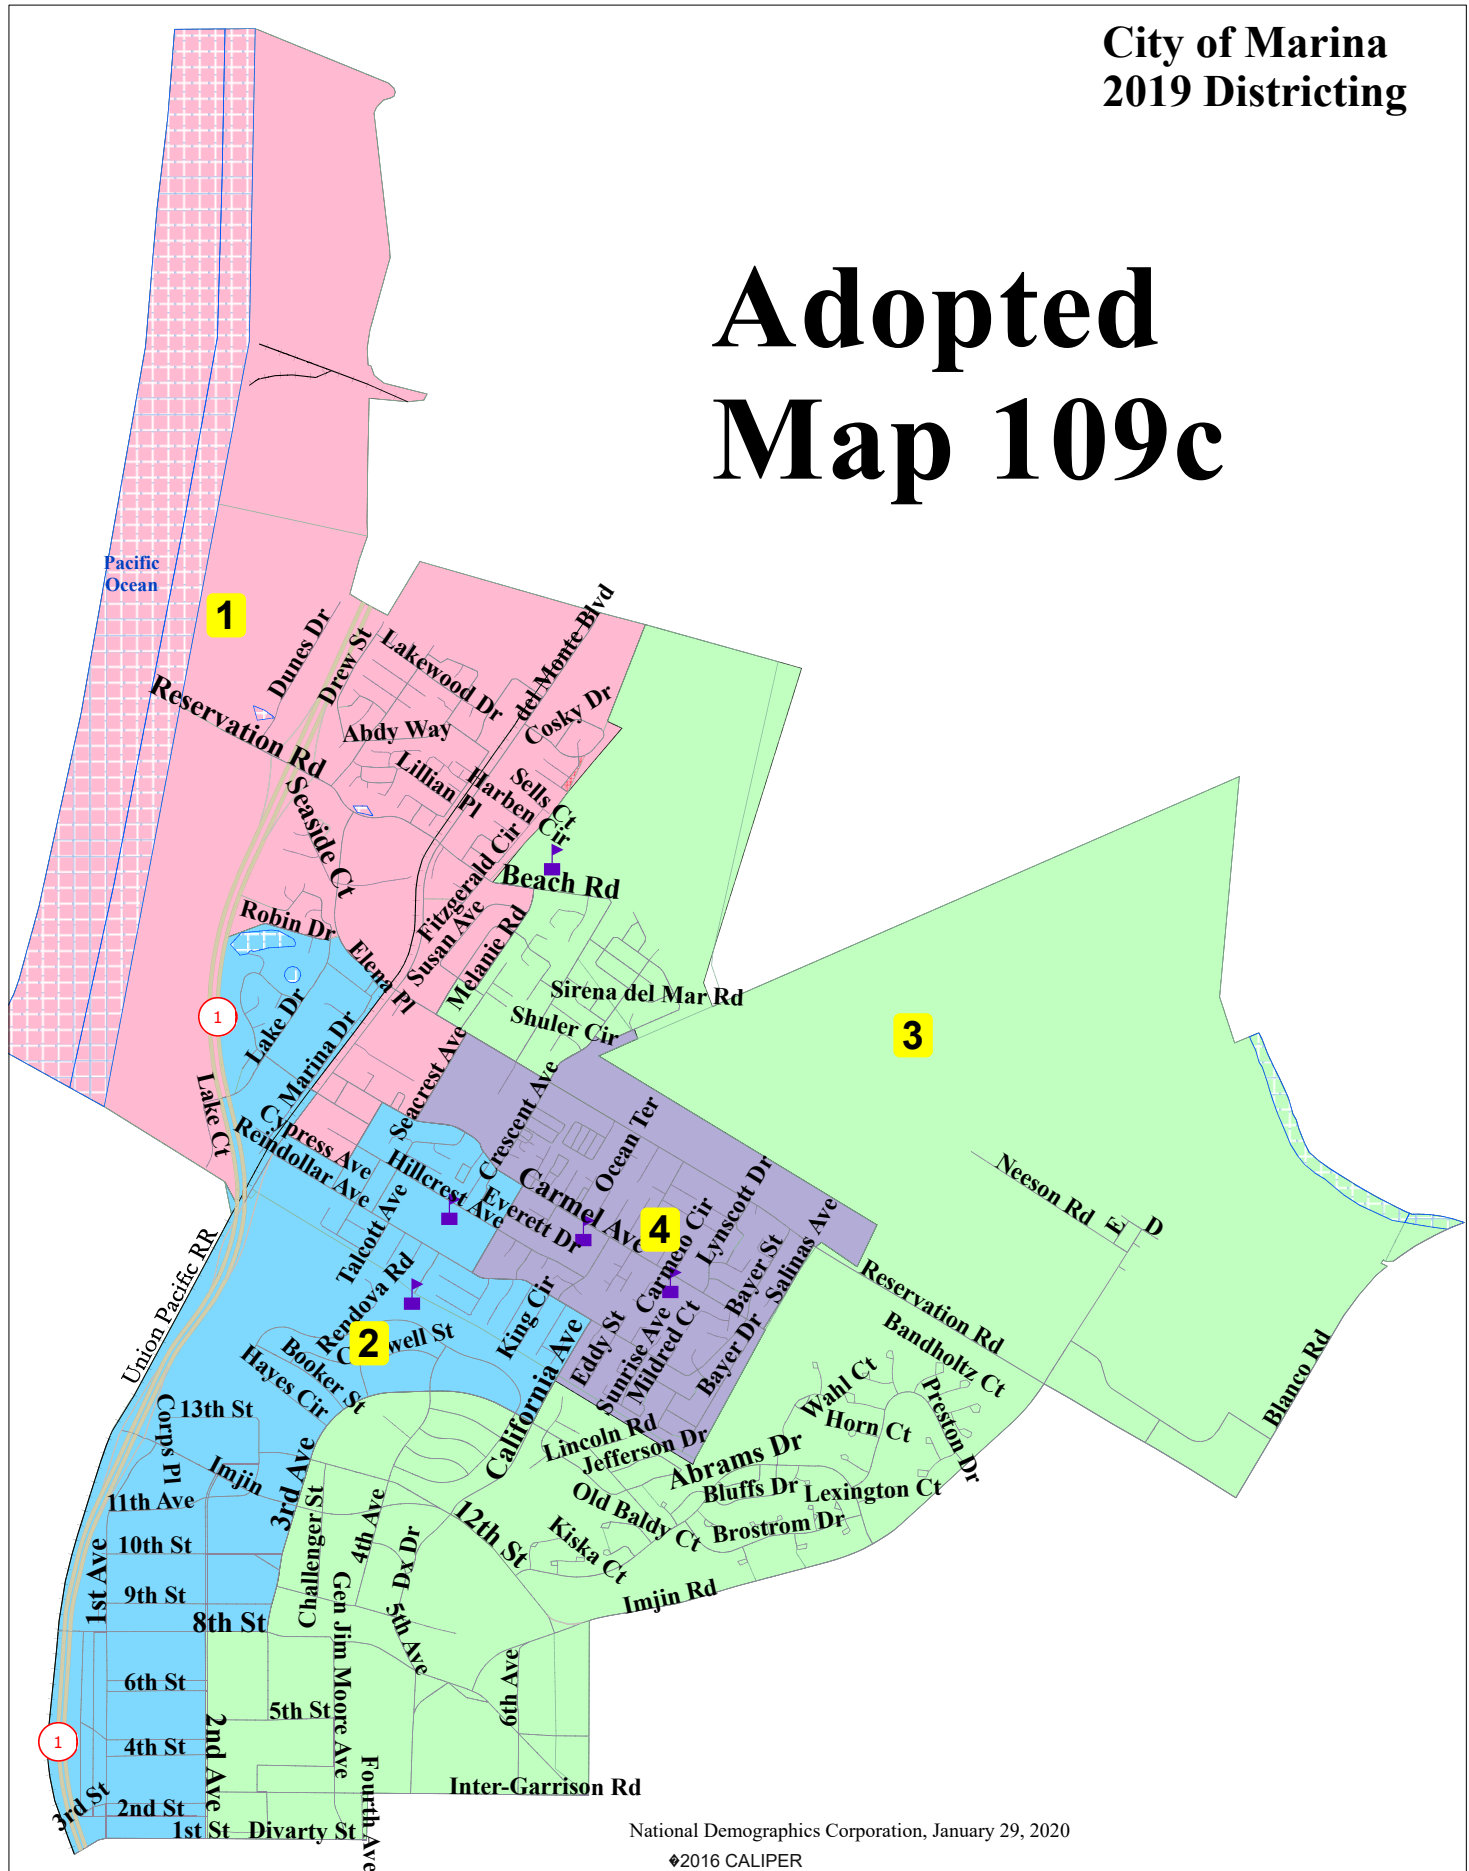 City of Marina
2019 Districting
Adopted
Map 109c
Pacific
Ocean
1
Dunes Dr
Drew St
Lakewood Dr
del Monte Blvd
Reservation Rd
Abdy Way
Cosky Dr
Lillian Pl
Harben Cir
Sells Ct
Seaside Ct
Fitzgerald Cir
Beach Rd
Robin Dr
Susan Ave
Elena Pl
Melanie Rd
Sirena del Mar Rd
Shuler Cir
1
Lake Dr
Marina Dr
3
Lake Ct
Seacrest Ave
Crescent Ave
Ocean Ter
Cypress Ave
Reindollar Ave
Hillcrest Ave
Everett Dr
Carmel Ave
4
Carmelo Cir
Lynscott Dr
Neeson Rd
E
D
Talcott Ave
Bayer St
Salinas Ave
Union Pacific RR
Rendova Rd
King Cir
Reservation Rd
2
well St
Bandholtz Ct
Booker St
Hayes Cir
California Ave
Eddy St
Sunrise Ave
Mildred Ct
Bayer Dr
Wahl Ct
Horn Ct
Preston Dr
Blanco Rd
13th St
Corps Pl
Lincoln Rd
Jefferson Dr
Abrams Dr
Imjin
3rd Ave
Bluffs Dr
Lexington Ct
11th Ave
Challenger St
4th Ave
12th St
Old Baldy Ct
Brostrom Dr
10th St
Dx Dr
Kiska Ct
1st Ave
9th St
Imjin Rd
8th St
Gen Jim Moore Ave
5th Ave
6th St
6th Ave
5th St
2nd Ave
4th St
1
Inter-Garrison Rd
3rd St
2nd St
Fourth Ave
1st St
Divarty St
National Demographics Corporation, January 29, 2020
�2016 CALIPER